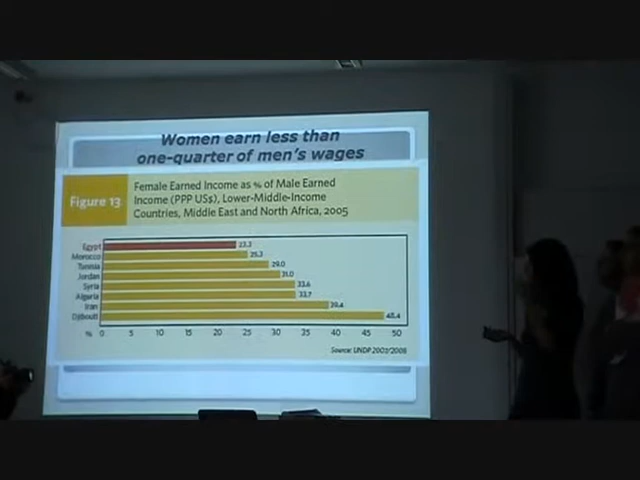 Women earn less than
one-quarter of men's wages
Figure 13
Female Earned Income as % of Male Earned
Income (PPP US$), Lower-Middle-Income
Countries, Middle East and North Africa, 2005
Egypt 23.2
Morocco 25.3
Tunisia 29.0
Jordan 31.0
Syria 33.6
Algeria 33.7
Iran 39.4
Djibouti 48.4
% 0 5 10 15 20 25 30 35 40 45 50
Source: UNDP 2007/2008